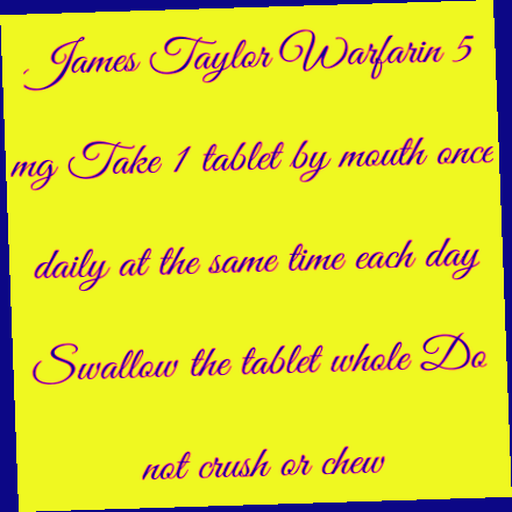 James Taylor Warfarin 5
mg Take 1 tablet by mouth once
daily at the same time each day
Swallow the tablet whole Do
not crush or chew